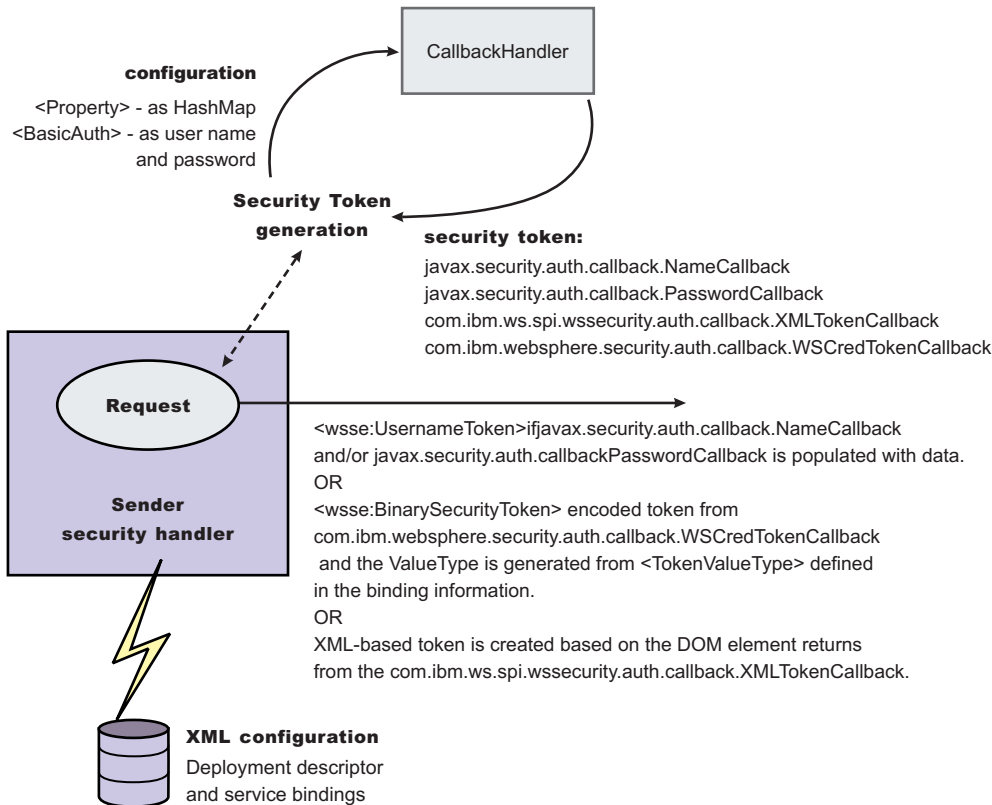 CallbackHandler
configuration
<Property> - as HashMap
<BasicAuth> - as user name
and password
Security Token
generation
security token:
javax.security.auth.callback.NameCallback
javax.security.auth.callback.PasswordCallback
com.ibm.ws.spi.wssecurity.auth.callback.XMLTokenCallback
com.ibm.websphere.security.auth.callback.WSCredTokenCallback
Request
Sender
security handler
<wsse:UsernameToken>ifjavax.security.auth.callback.NameCallback
and/or javax.security.auth.callbackPasswordCallback is populated with data.
OR
<wsse:BinarySecurityToken> encoded token from
com.ibm.websphere.security.auth.callback.WSCredTokenCallback
and the ValueType is generated from <TokenValueType> defined
in the binding information.
OR
XML-based token is created based on the DOM element returns
from the com.ibm.ws.spi.wssecurity.auth.callback.XMLTokenCallback.
XML configuration
Deployment descriptor
and service bindings